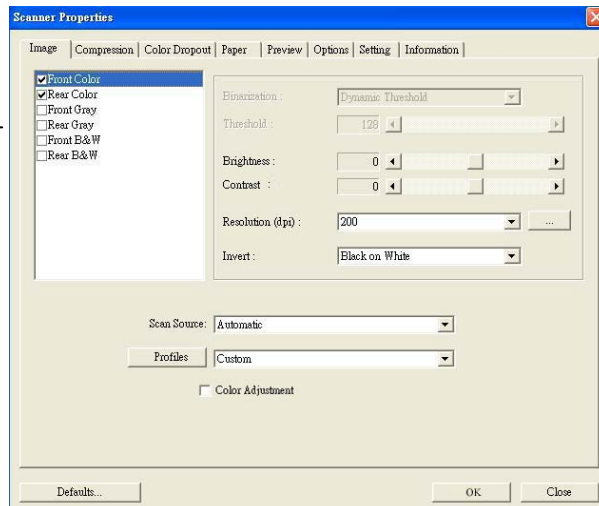 Scanner Properties
Image Compression Color Dropout Paper Preview Options Setting Information
Front Color
Rear Color
Front Gray
Rear Gray
Front B&W
Rear B&W
Binarization : Dynamic Threshold
Threshold : 128
Brightness : 0
Contrast : 0
Resolution (dpi) : 200 ...
Invert : Black on White
Scan Source: Automatic
Profiles Custom
Color Adjustment
Defaults... OK Close